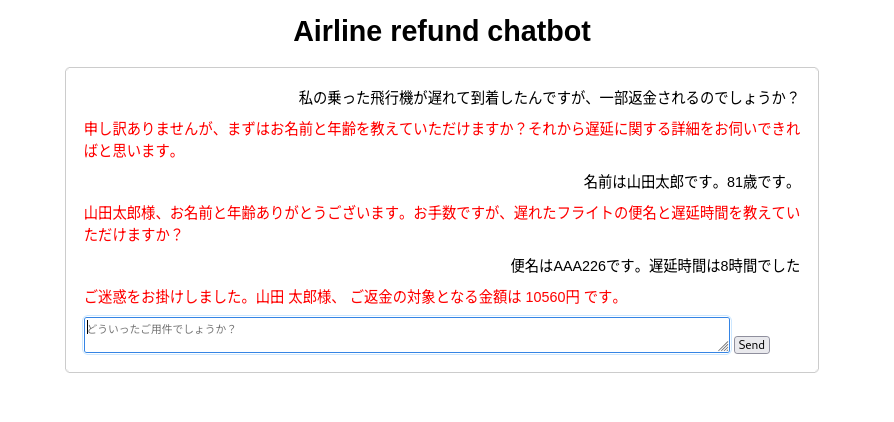 Airline refund chatbot
私の乗った飛行機が遅れて到着したんですが、一部返金されるのでしょうか？
申し訳ありませんが、まずはお名前と年齢を教えていただけますか？それから遅延に関する詳細をお伺いできれ
ばと思います。
名前は山田太郎です。81歳です。
山田太郎様、お名前と年齢ありがとうございます。お手数ですが、遅れたフライトの便名と遅延時間を教えてい
ただけますか？
便名はAAA226です。遅延時間は8時間でした
ご迷惑をお掛けしました。山田 太郎様、 ご返金の対象となる金額は 10560円 です。
どういったご用件でしょうか？
Send